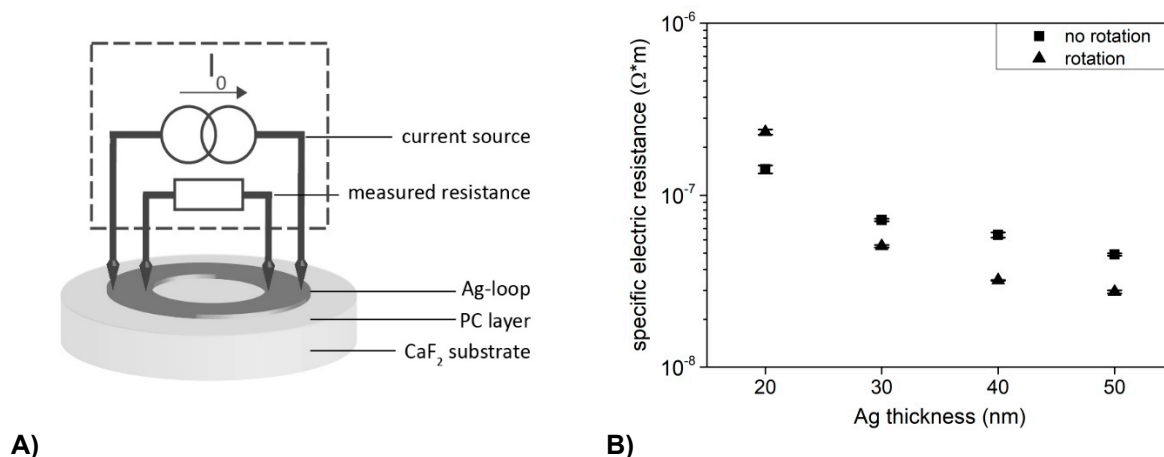 I₀
current source
measured resistance
Ag-loop
PC layer
CaF₂ substrate
A)
specific electric resistance (Ω*m)
10⁻⁶
10⁻⁷
10⁻⁸
no rotation
rotation
20 30 40 50
Ag thickness (nm)
B)